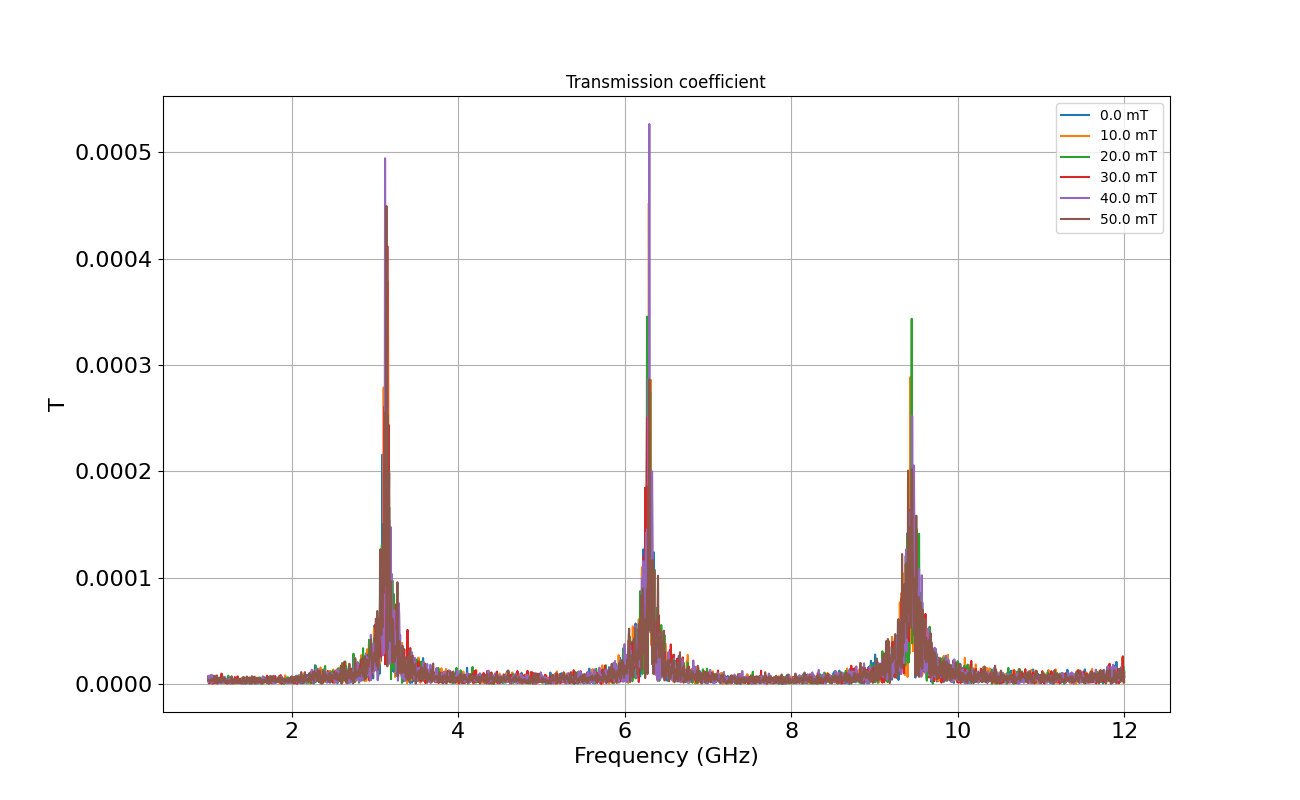 Transmission coefficient
0.0 mT
10.0 mT
20.0 mT
30.0 mT
40.0 mT
50.0 mT
0.0005
0.0004
0.0003
0.0002
0.0001
0.0000
T
2 4 6 8 10 12
Frequency (GHz)